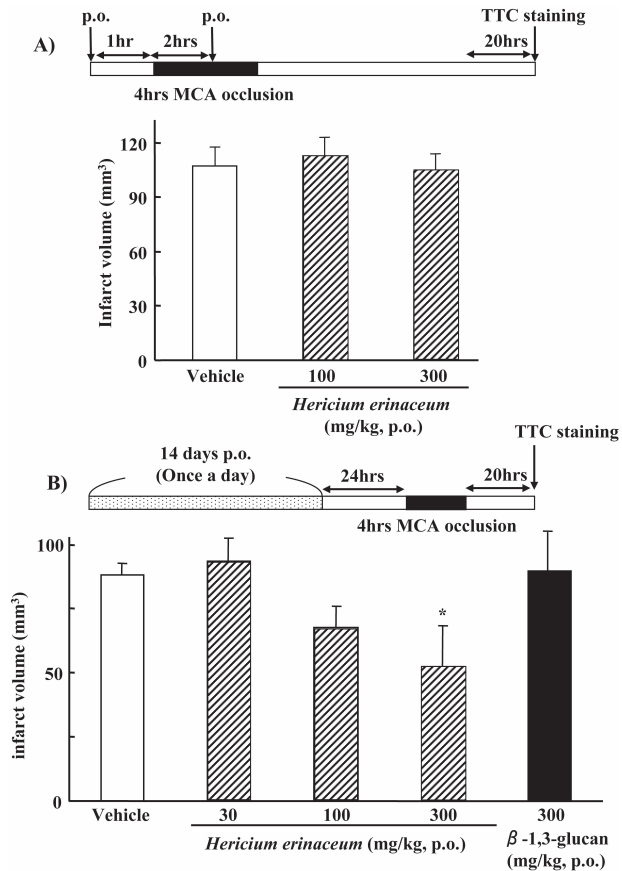 p.o. p.o. TTC staining
A) 1hr 2hrs 20hrs
4hrs MCA occlusion
120
90
60
30
0
Infarct volume (mm³)
Vehicle 100 300
Hericium erinaceum
(mg/kg, p.o.)
TTC staining
14 days p.o.
(Once a day)
B) 24hrs 20hrs
4hrs MCA occlusion
100
50
0
infarct volume (mm³)
*
Vehicle 30 100 300 300
Hericium erinaceum (mg/kg, p.o.) β-1,3-glucan
(mg/kg, p.o.)